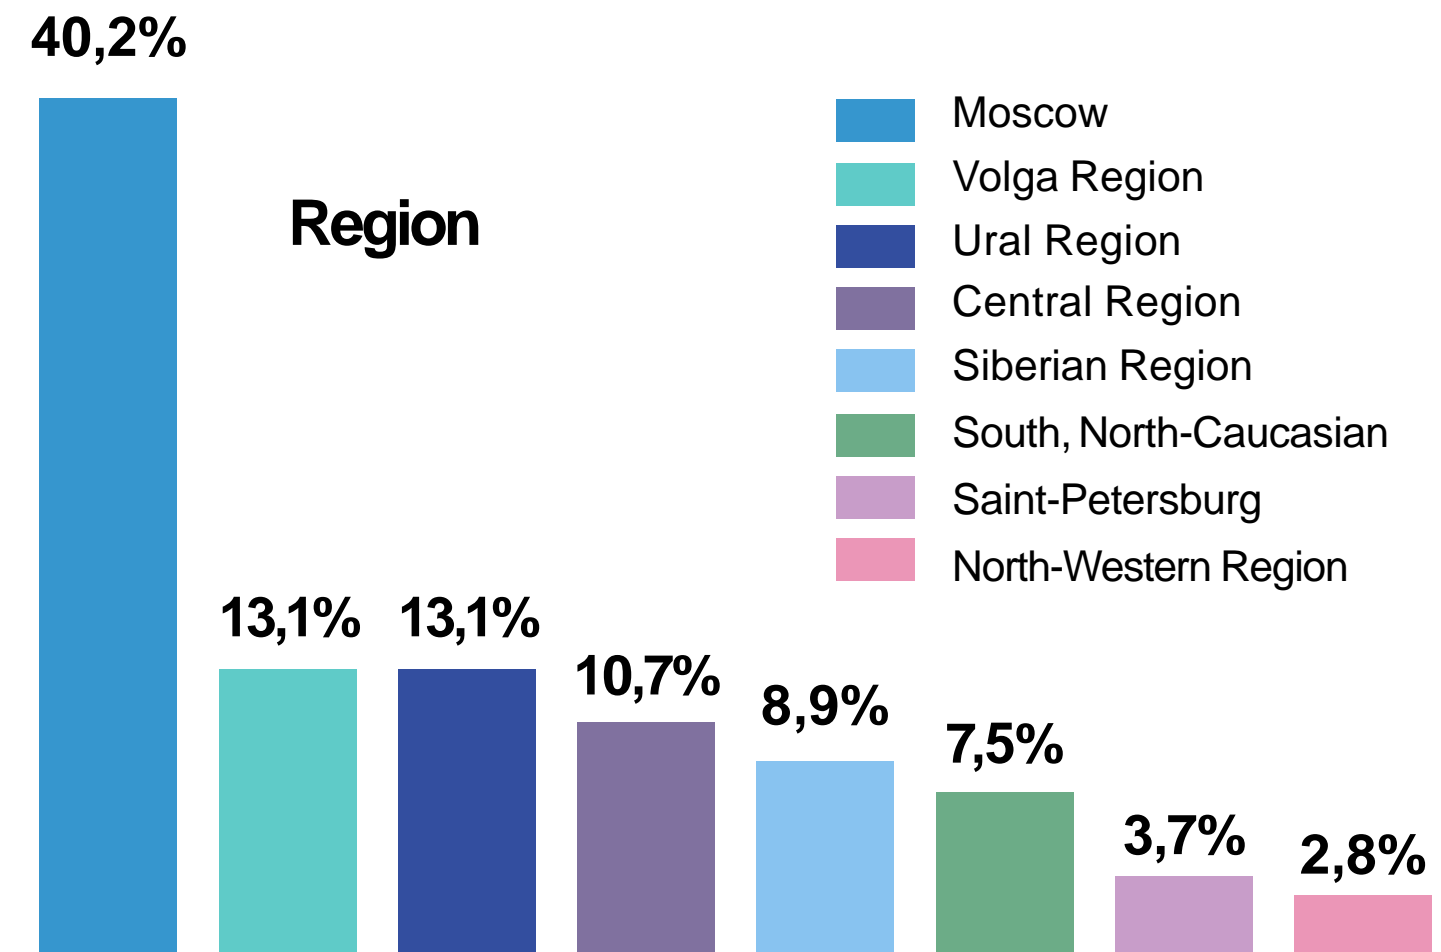 40,2%
Region
Moscow
Volga Region
Ural Region
Central Region
Siberian Region
South, North-Caucasian
Saint-Petersburg
North-Western Region
13,1%
13,1%
10,7%
8,9%
7,5%
3,7%
2,8%